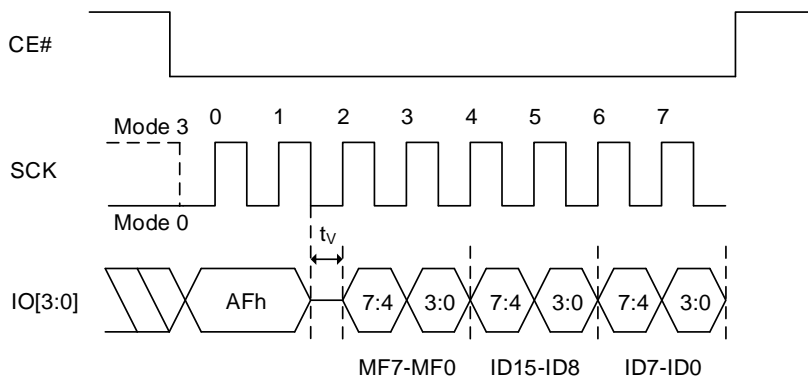 CE#
Mode 3 0 1 2 3 4 5 6 7
SCK
Mode 0
tV
IO[3:0] AFh 7:4 3:0 7:4 3:0 7:4 3:0
MF7-MF0 ID15-ID8 ID7-ID0